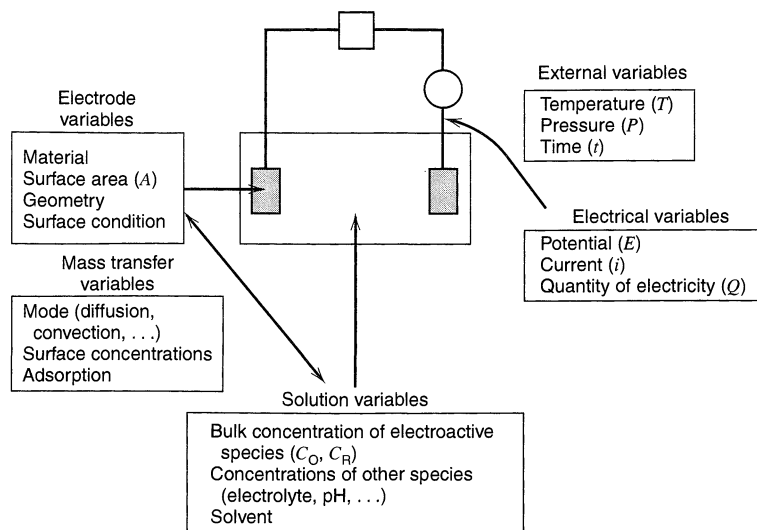 Electrode
variables
Material
Surface area (A)
Geometry
Surface condition
Mass transfer
variables
Mode (diffusion,
convection, . . .)
Surface concentrations
Adsorption
External variables
Temperature (T)
Pressure (P)
Time (t)
Electrical variables
Potential (E)
Current (i)
Quantity of electricity (Q)
Solution variables
Bulk concentration of electroactive
species (C_O, C_R)
Concentrations of other species
(electrolyte, pH, . . .)
Solvent